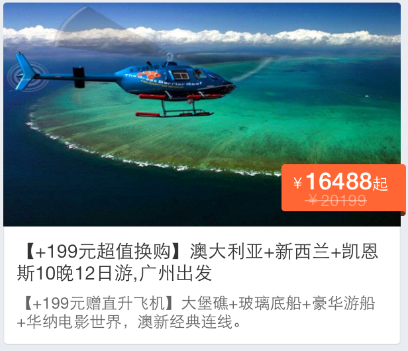 ￥16488起
￥20199
【+199元超值换购】澳大利亚+新西兰+凯恩
斯10晚12日游,广州出发
【+199元赠直升飞机】大堡礁+玻璃底船+豪华游船
+华纳电影世界，澳新经典连线。